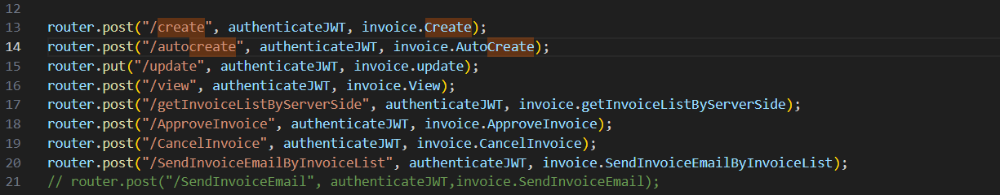 12
13 router.post("/create", authenticateJWT, invoice.Create);
14 router.post("/autocreate", authenticateJWT, invoice.AutoCreate);
15 router.put("/update", authenticateJWT, invoice.update);
16 router.post("/view", authenticateJWT, invoice.View);
17 router.post("/getInvoiceListByServerSide", authenticateJWT, invoice.getInvoiceListByServerSide);
18 router.post("/ApproveInvoice", authenticateJWT, invoice.ApproveInvoice);
19 router.post("/CancelInvoice", authenticateJWT, invoice.CancelInvoice);
20 router.post("/SendInvoiceEmailByInvoiceList", authenticateJWT, invoice.SendInvoiceEmailByInvoiceList);
21 // router.post("/SendInvoiceEmail", authenticateJWT,invoice.SendInvoiceEmail);